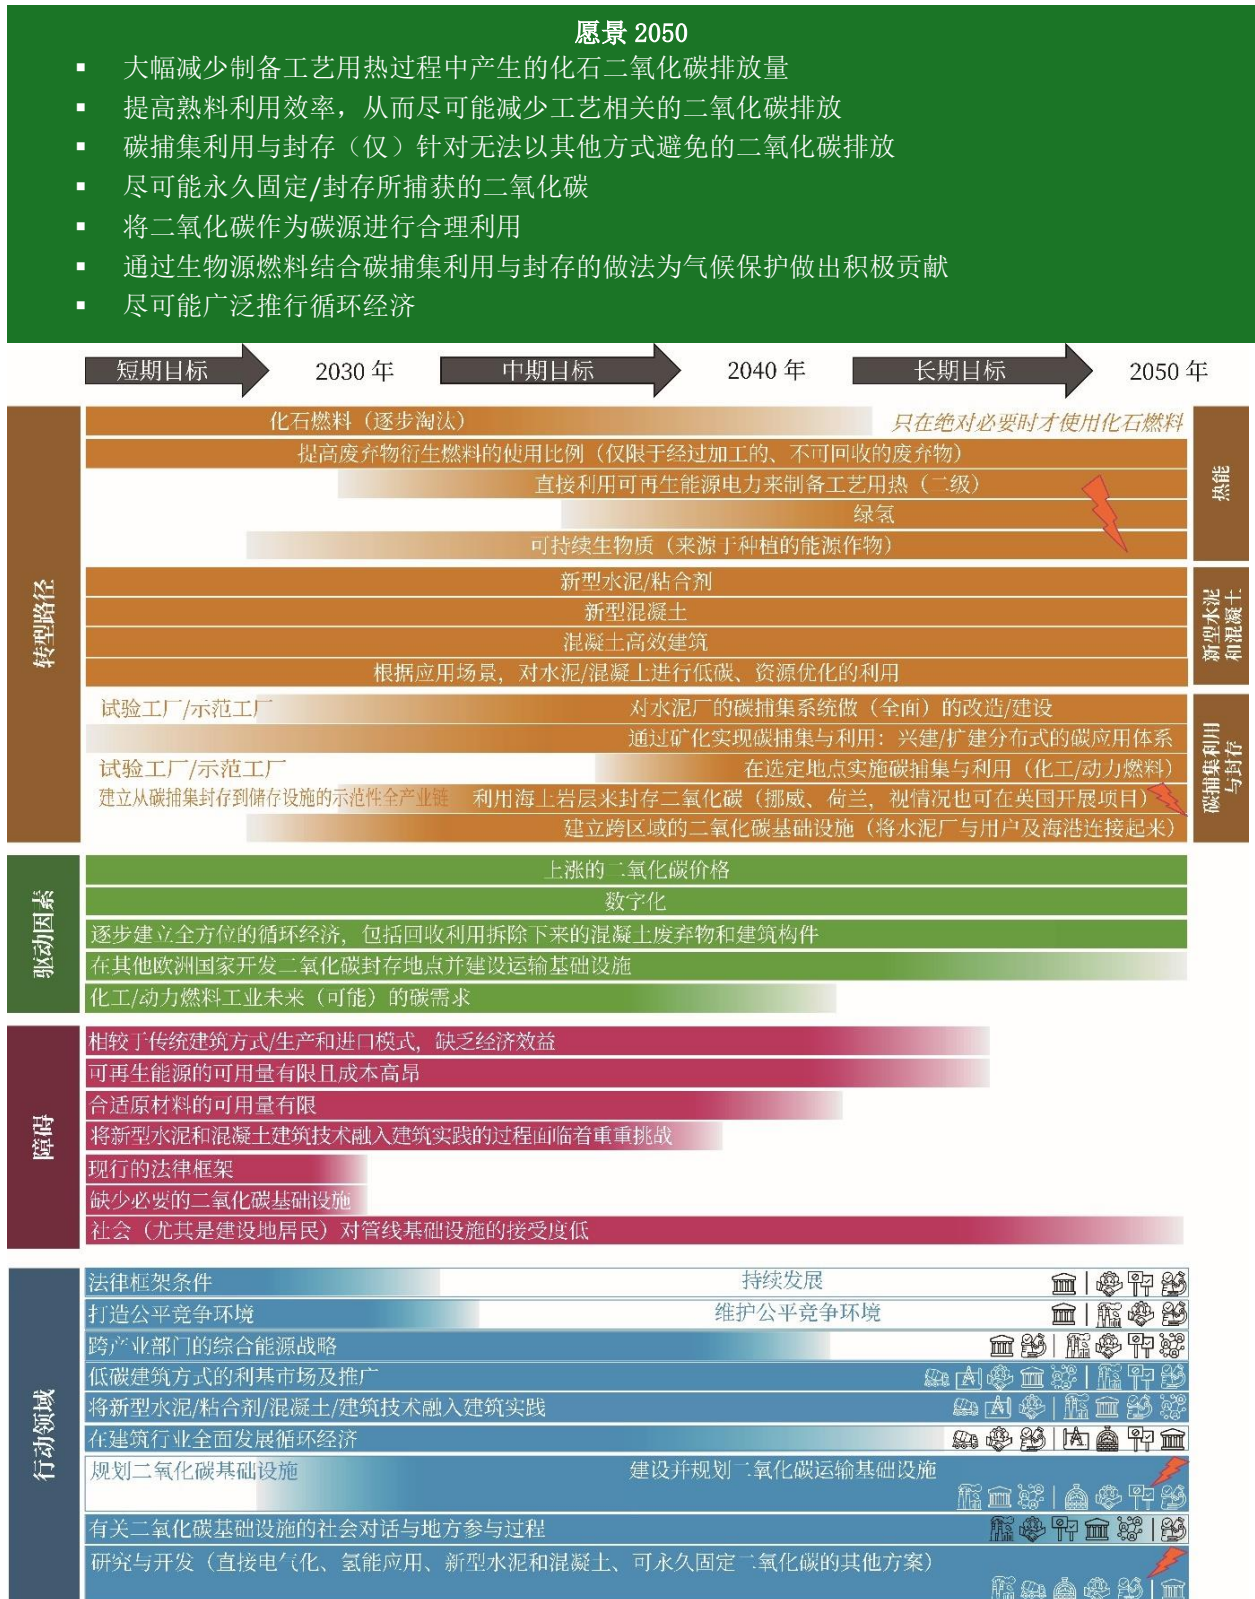 愿景 2050
▪ 大幅减少制备工艺用热过程中产生的化石二氧化碳排放量
▪ 提高熟料利用效率，从而尽可能减少工艺相关的二氧化碳排放
▪ 碳捕集利用与封存（仅）针对无法以其他方式避免的二氧化碳排放
▪ 尽可能永久固定/封存所捕获的二氧化碳
▪ 将二氧化碳作为碳源进行合理利用
▪ 通过生物源燃料结合碳捕集利用与封存的做法为气候保护做出积极贡献
▪ 尽可能广泛推行循环经济
短期目标 2030 年 中期目标 2040 年 长期目标 2050 年
转型路径
化石燃料（逐步淘汰） 只在绝对必要时才使用化石燃料
提高废弃物衍生燃料的使用比例（仅限于经过加工的、不可回收的废弃物）
直接利用可再生能源电力来制备工艺用热（二级）
绿氢
可持续生物质（来源于种植的能源作物）
热能
新型水泥/粘合剂
新型混凝土
混凝土高效建筑
根据应用场景，对水泥/混凝土进行低碳、资源优化的利用
新型水泥
和混凝土
试验工厂/示范工厂 对水泥厂的碳捕集系统做（全面）的改造/建设
通过矿化实现碳捕集与利用：兴建/扩建分布式的碳应用体系
试验工厂/示范工厂 在选定地点实施碳捕集与利用（化工/动力燃料）
建立从碳捕集封存到储存设施的示范性全产业链 利用海上岩层来封存二氧化碳（挪威、荷兰，视情况也可在英国开展项目）
建立跨区域的二氧化碳基础设施（将水泥厂与用户及海港连接起来）
碳捕集利用
与封存
驱动因素
上涨的二氧化碳价格
数字化
逐步建立全方位的循环经济，包括回收利用拆除下来的混凝土废弃物和建筑构件
在其他欧洲国家开发二氧化碳封存地点并建设运输基础设施
化工/动力燃料工业未来（可能）的碳需求
障碍
相较于传统建筑方式/生产和进口模式，缺乏经济效益
可再生能源的可用量有限且成本高昂
合适原材料的可用量有限
将新型水泥和混凝土建筑技术融入建筑实践的过程面临着重重挑战
现行的法律框架
缺少必要的二氧化碳基础设施
社会（尤其是建设地居民）对管线基础设施的接受度低
行动领域
法律框架条件 持续发展
打造公平竞争环境 维护公平竞争环境
跨产业部门的综合能源战略
低碳建筑方式的利基市场及推广
将新型水泥/粘合剂/混凝土/建筑技术融入建筑实践
在建筑行业全面发展循环经济
规划二氧化碳基础设施 建设并规划二氧化碳运输基础设施
有关二氧化碳基础设施的社会对话与地方参与过程
研究与开发（直接电气化、氢能应用、新型水泥和混凝土、可永久固定二氧化碳的其他方案）